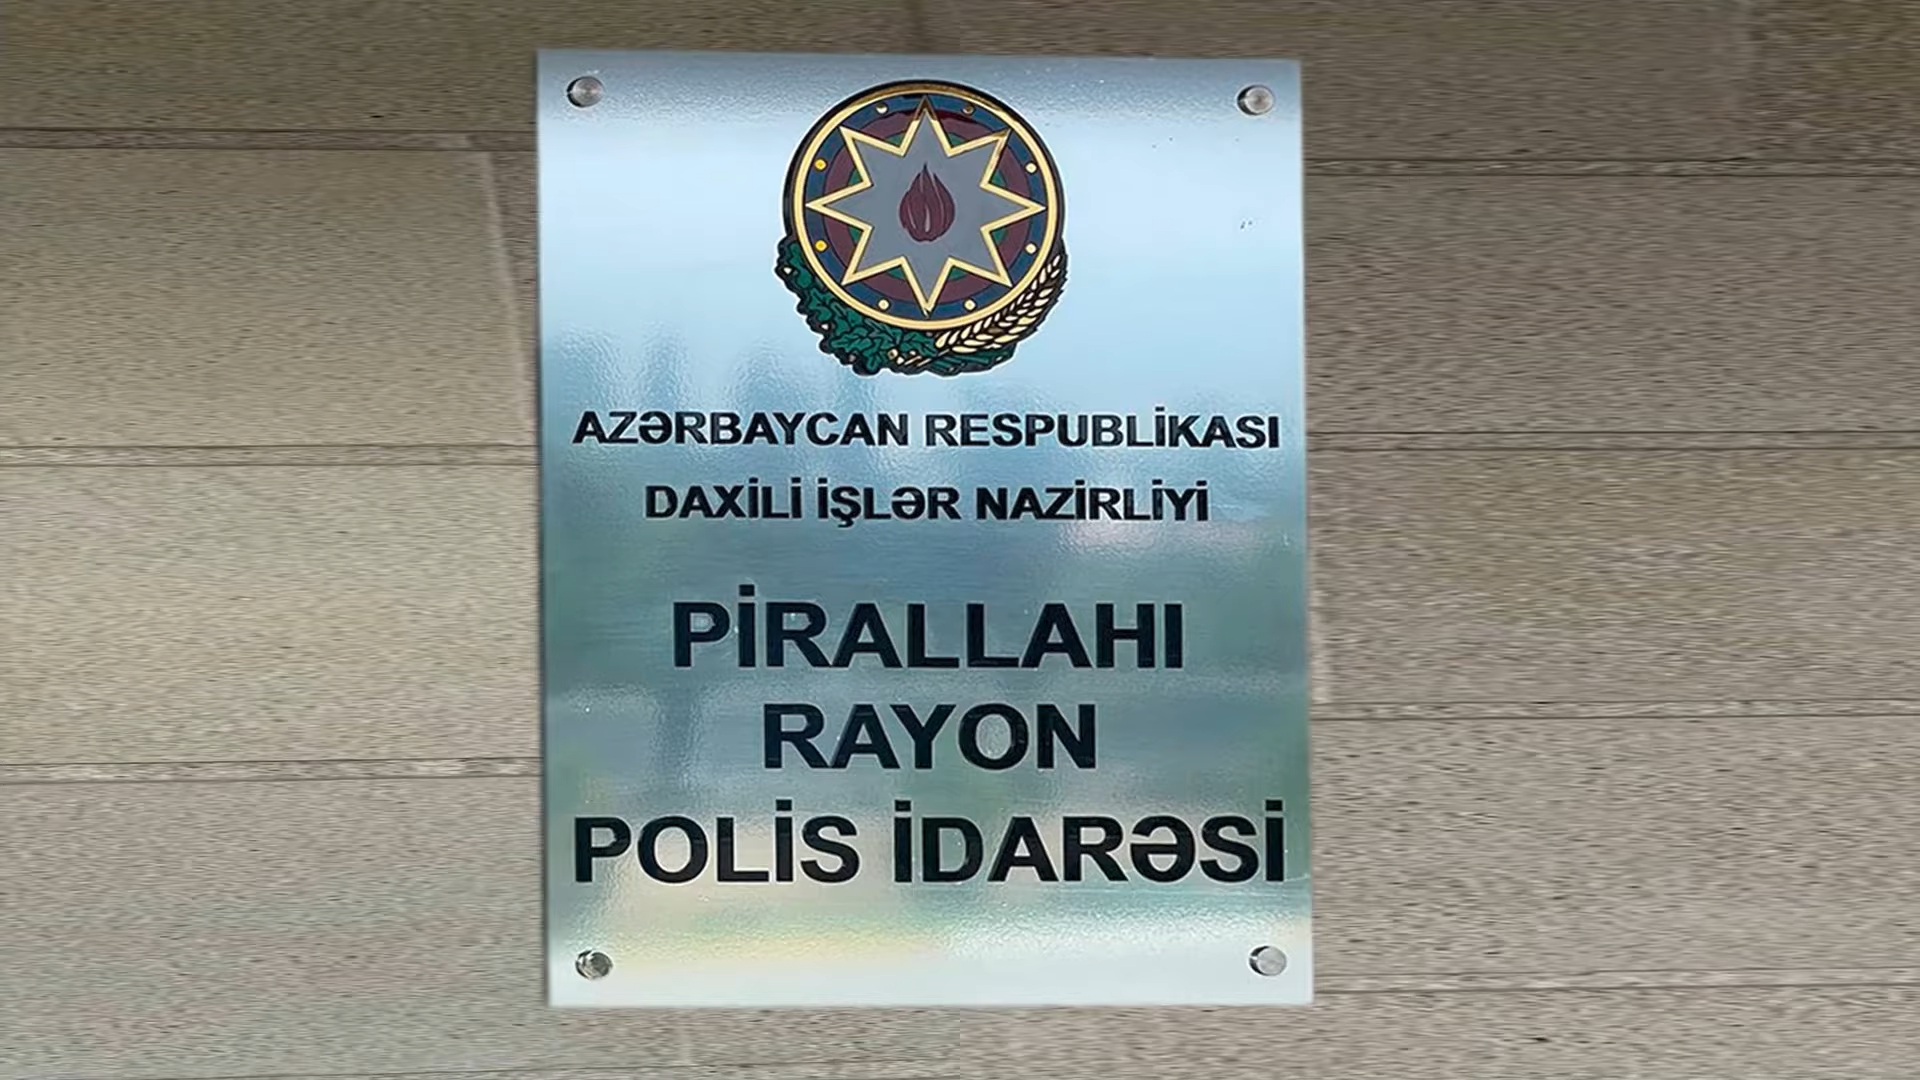 AZƏRBAYCAN RESPUBLİKASI
DAXİLİ İŞLƏR NAZİRLİYİ
PİRALLAHI
RAYON
POLİS İDARƏSİ